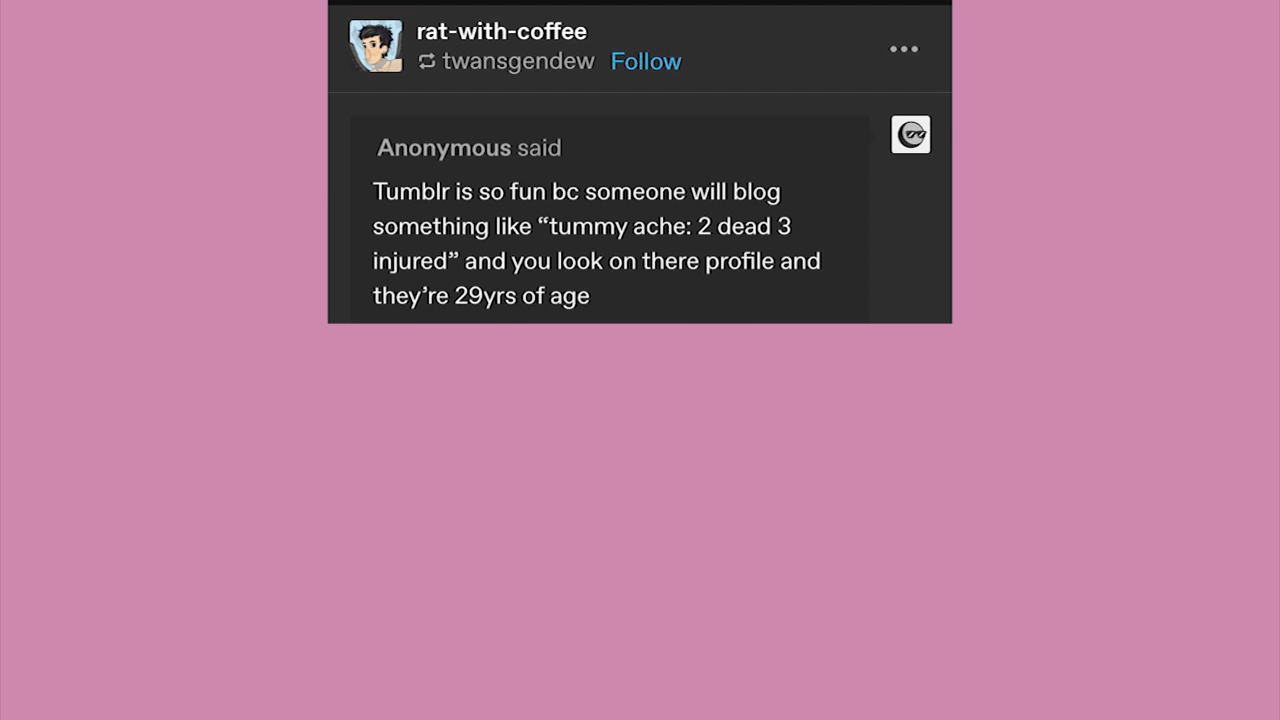 rat-with-coffee
twansgendew Follow
Anonymous said
Tumblr is so fun bc someone will blog
something like “tummy ache: 2 dead 3
injured” and you look on there profile and
they’re 29yrs of age